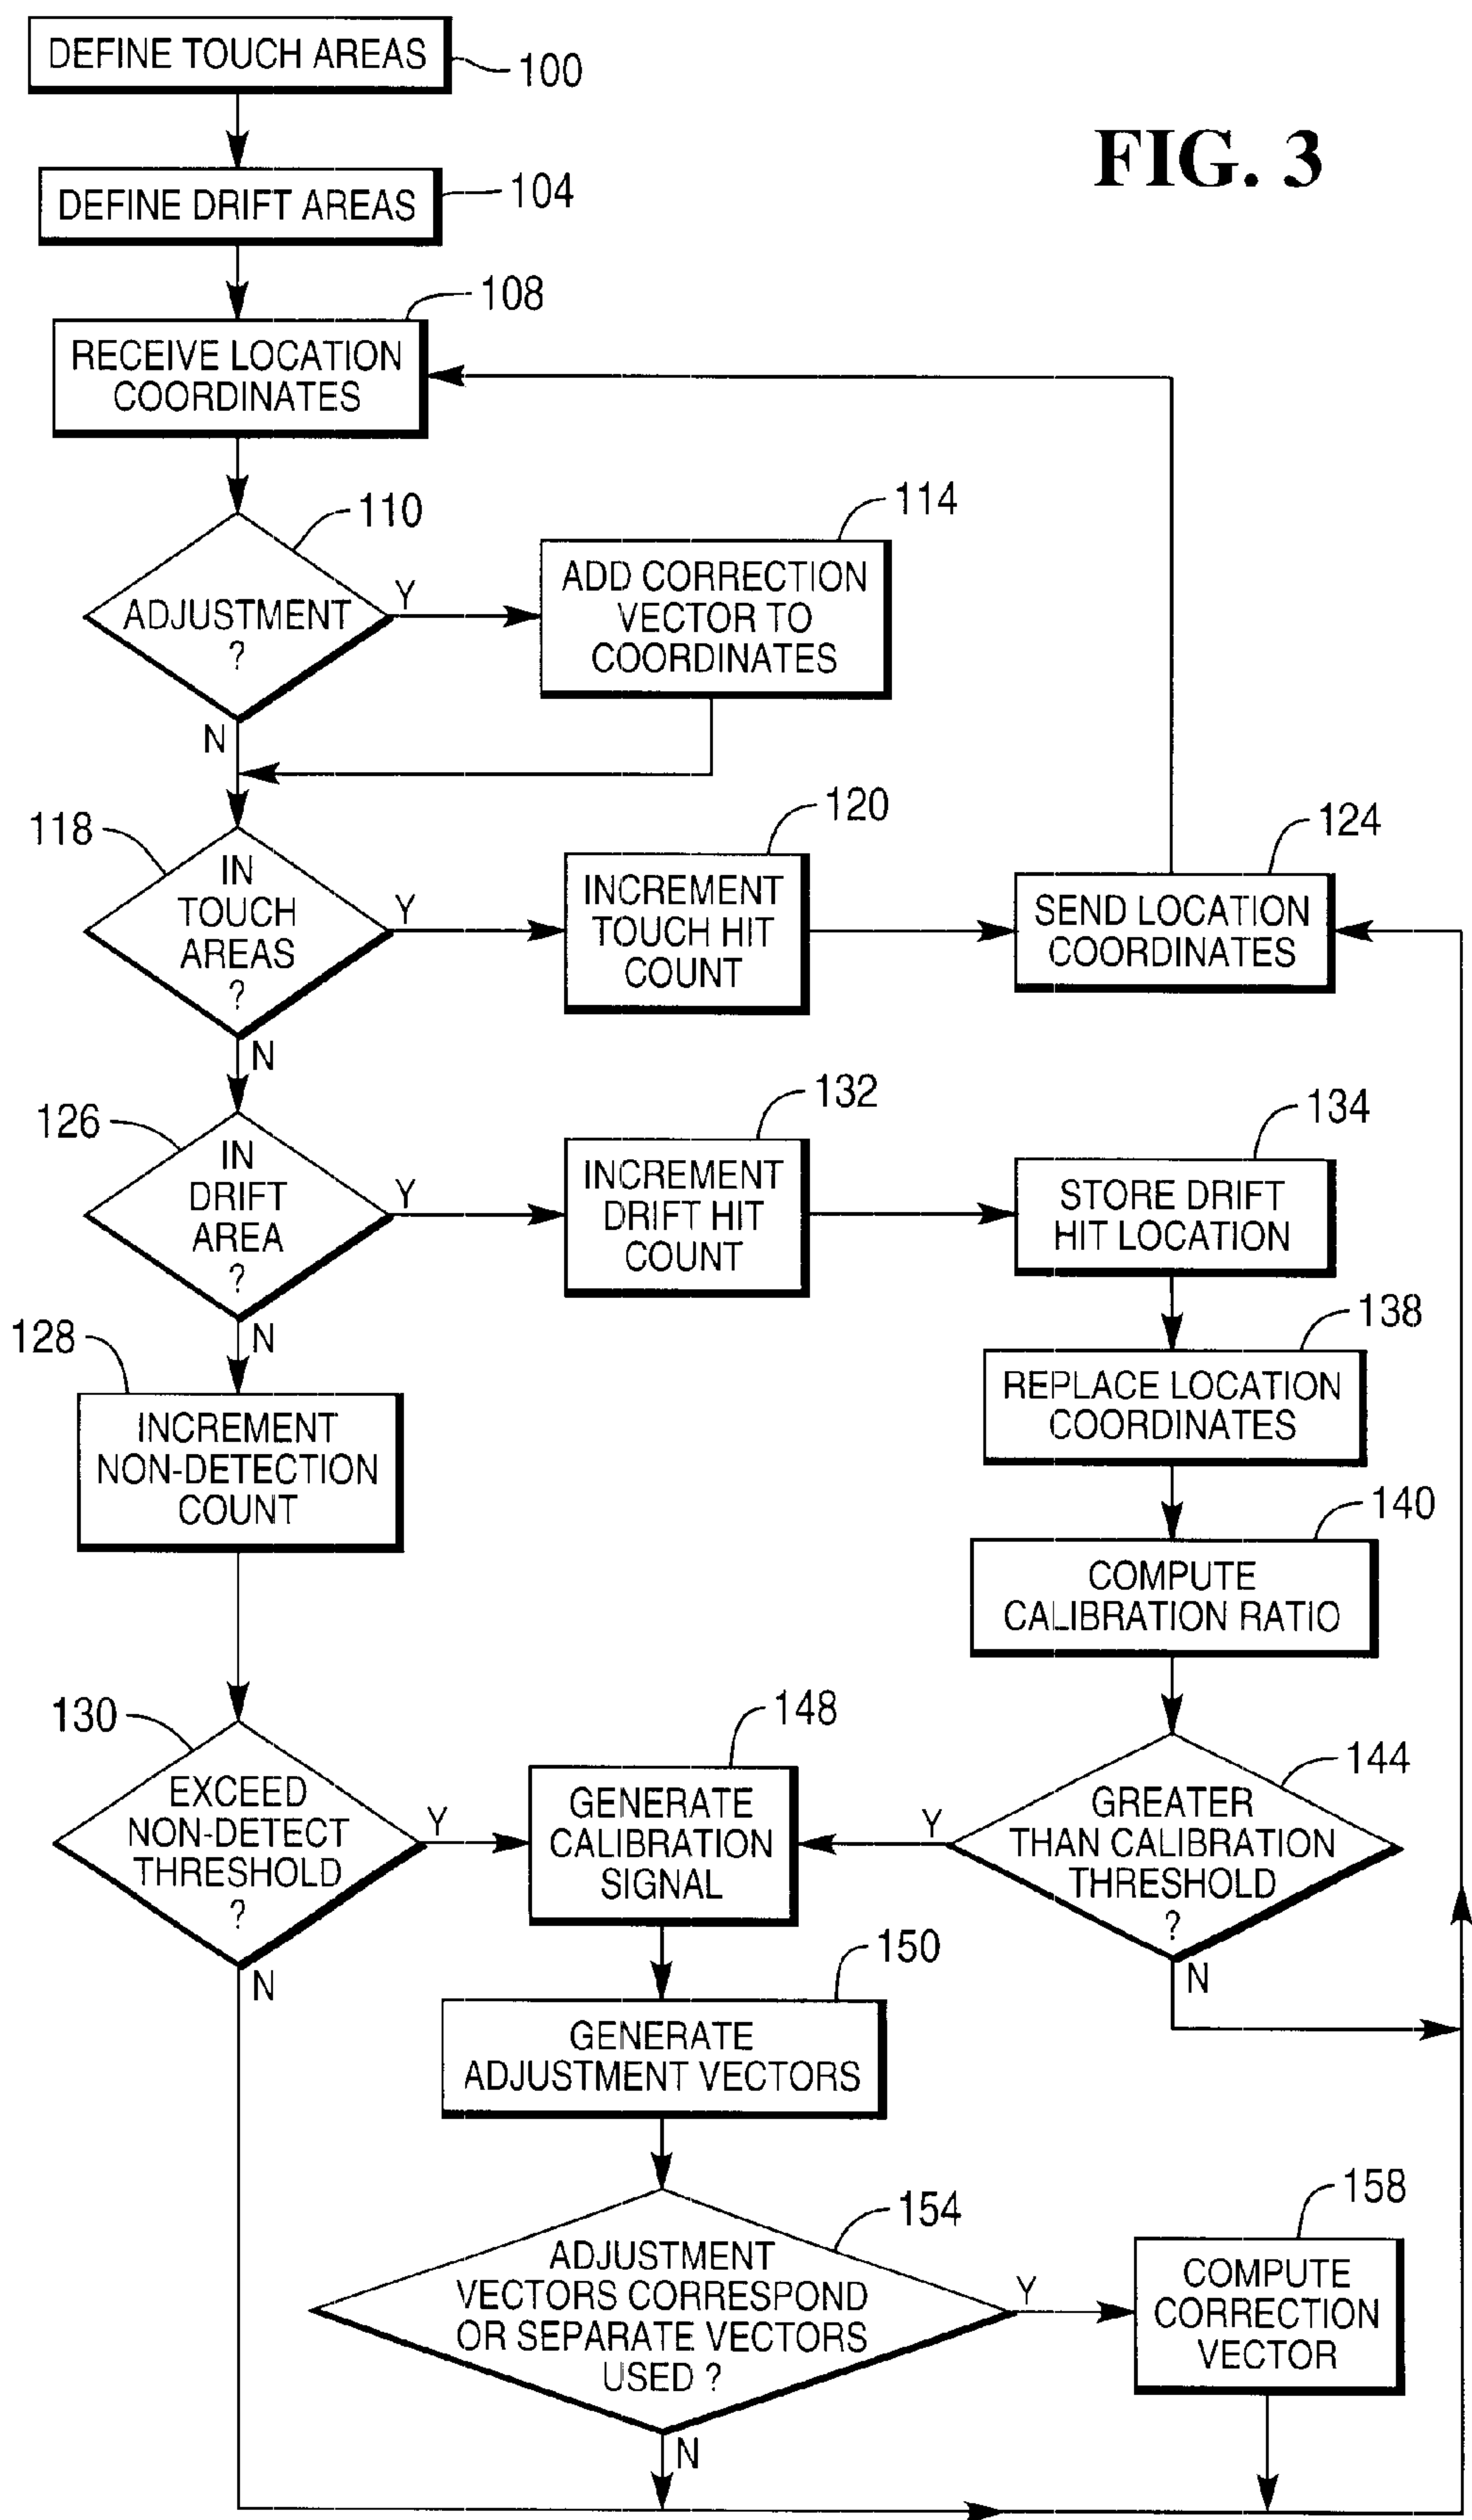 DEFINE TOUCH AREAS
100
FIG. 3
DEFINE DRIFT AREAS
104
108
RECEIVE LOCATION
COORDINATES
110
ADJUSTMENT
?
Y
N
114
ADD CORRECTION
VECTOR TO
COORDINATES
118
IN
TOUCH
AREAS
?
Y
N
120
INCREMENT
TOUCH HIT
COUNT
124
SEND LOCATION
COORDINATES
126
IN
DRIFT
AREA
?
Y
N
132
INCREMENT
DRIFT HIT
COUNT
134
STORE DRIFT
HIT LOCATION
138
REPLACE LOCATION
COORDINATES
128
INCREMENT
NON-DETECTION
COUNT
140
COMPUTE
CALIBRATION RATIO
130
EXCEED
NON-DETECT
THRESHOLD
?
Y
N
148
GENERATE
CALIBRATION
SIGNAL
144
GREATER
THAN CALIBRATION
THRESHOLD
?
Y
N
150
GENERATE
ADJUSTMENT VECTORS
154
ADJUSTMENT
VECTORS CORRESPOND
OR SEPARATE VECTORS
USED ?
Y
N
158
COMPUTE
CORRECTION
VECTOR